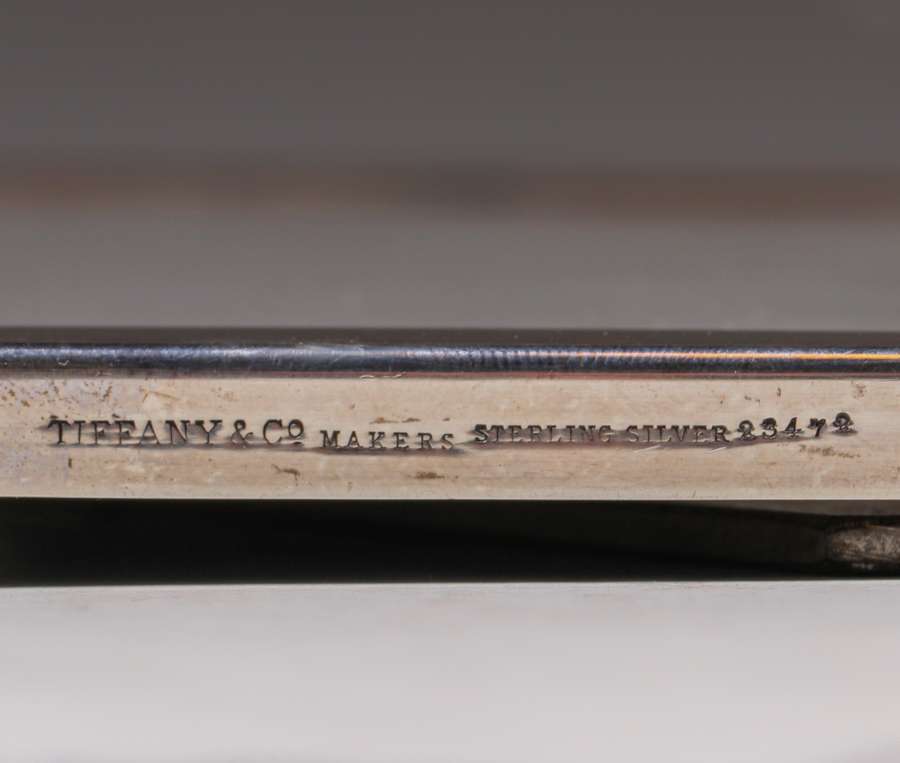 TIFFANY & Cº MAKERS STERLING SILVER 23472